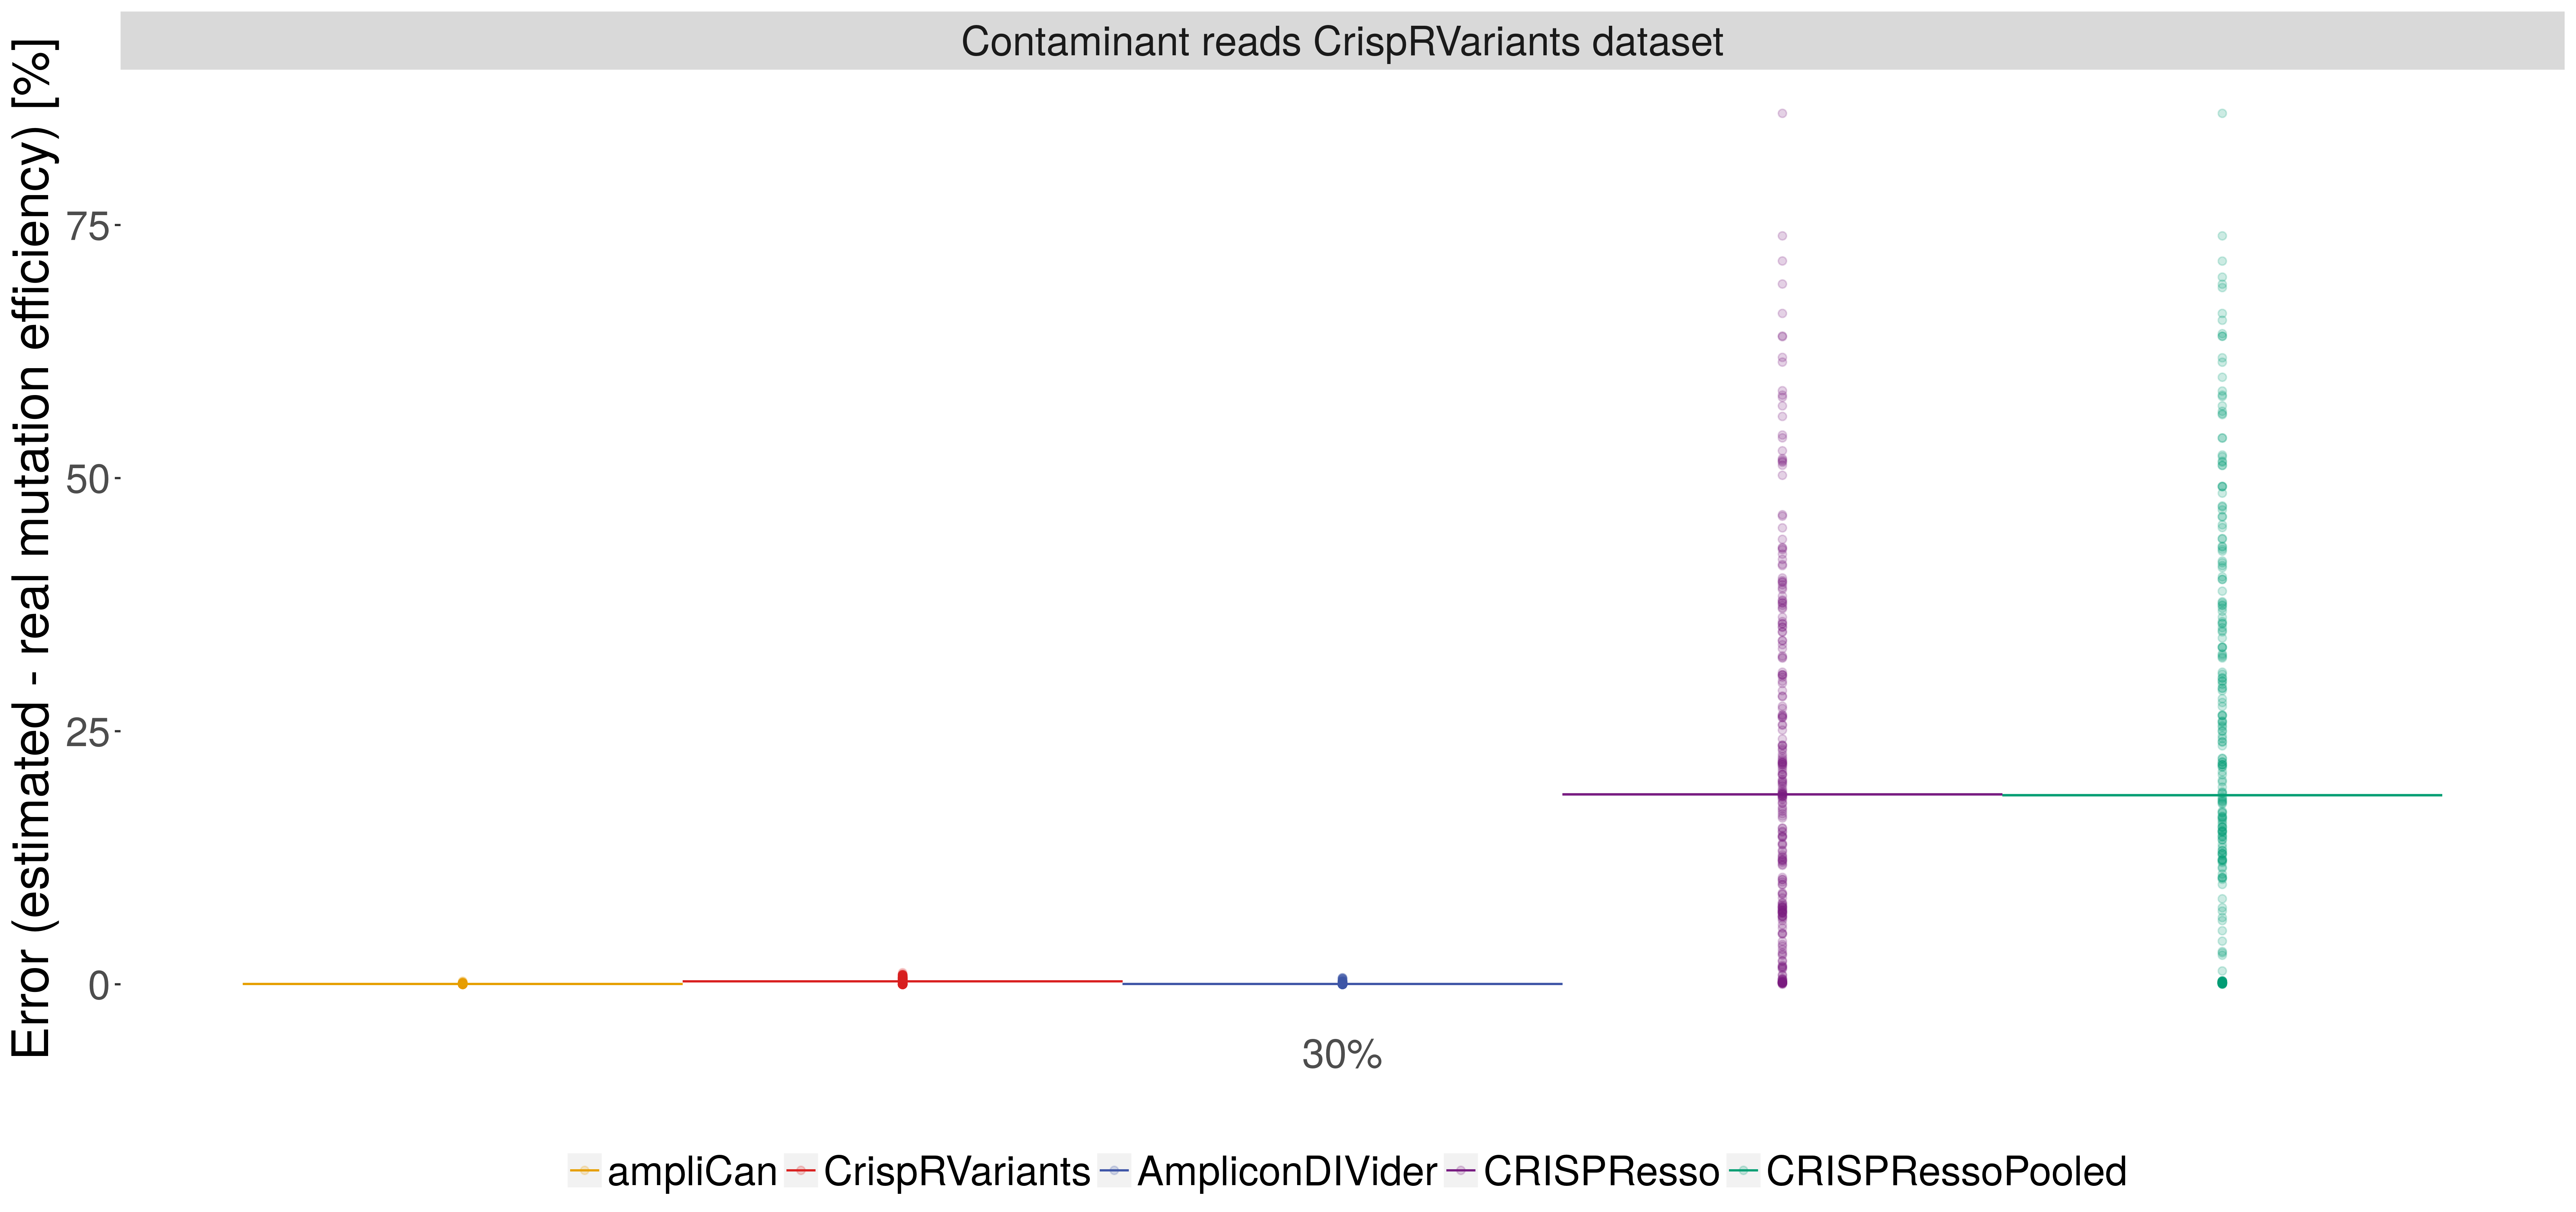 Contaminant reads CrispRVariants dataset
Error (estimated - real mutation efficiency) [%]
75
50
25
0
30%
ampliCan CrispRVariants AmpliconDIVider CRISPResso CRISPRessoPooled